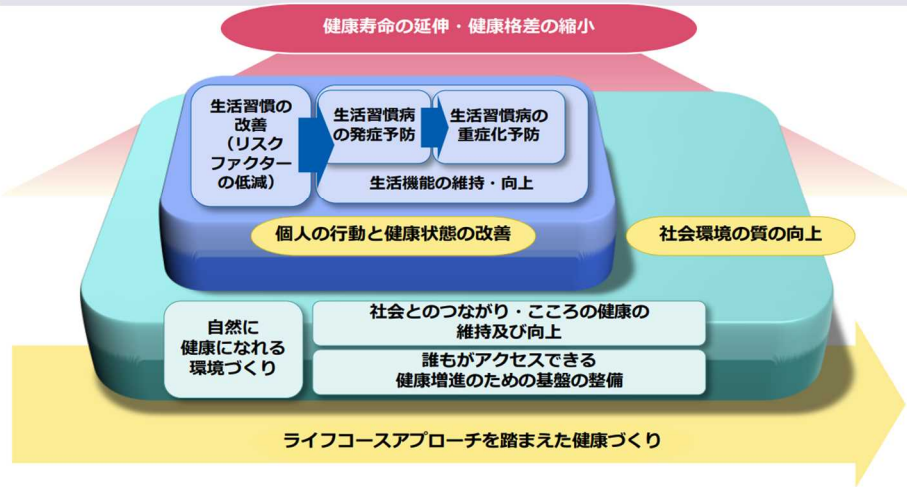 健康寿命の延伸・健康格差の縮小
生活習慣の
改善
（リスク
ファクター
の低減）
生活習慣病
の発症予防
生活習慣病の
重症化予防
生活機能の維持・向上
個人の行動と健康状態の改善
社会環境の質の向上
自然に
健康になれる
環境づくり
社会とのつながり・こころの健康の
維持及び向上
誰もがアクセスできる
健康増進のための基盤の整備
ライフコースアプローチを踏まえた健康づくり